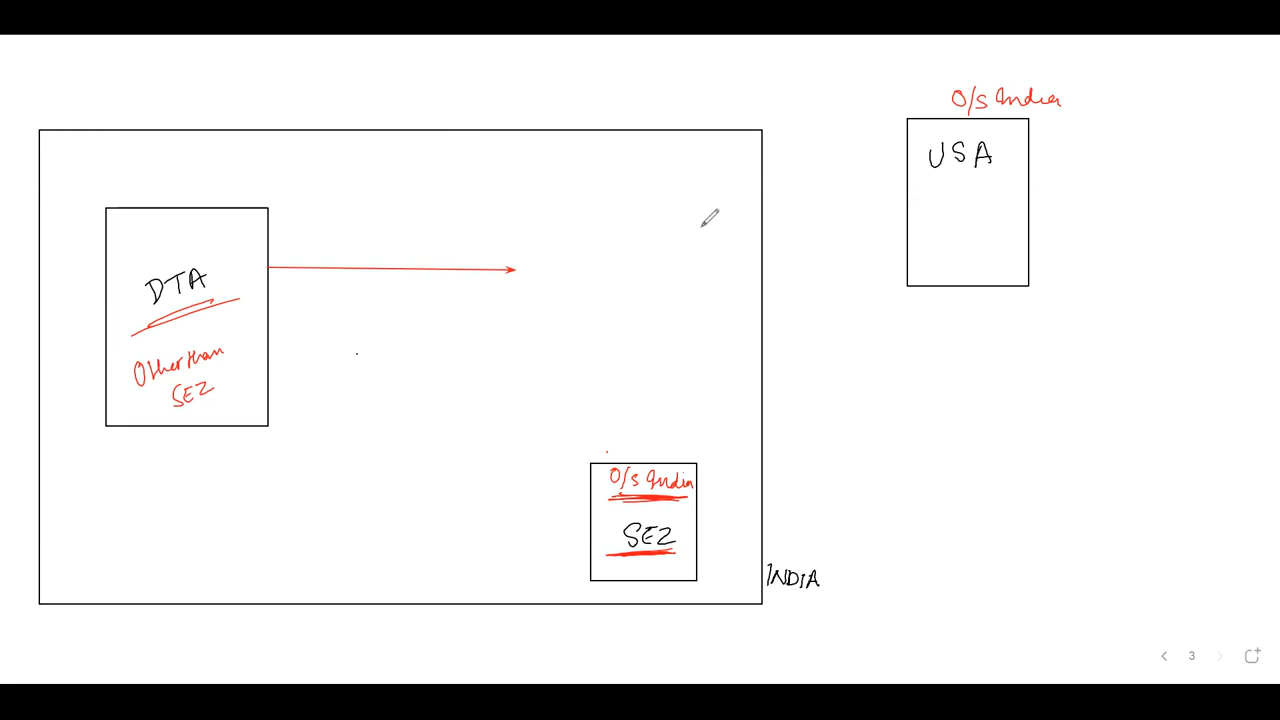 O/s India
USA
DTA
Other than
SEZ
O/s India
SEZ
INDIA
3